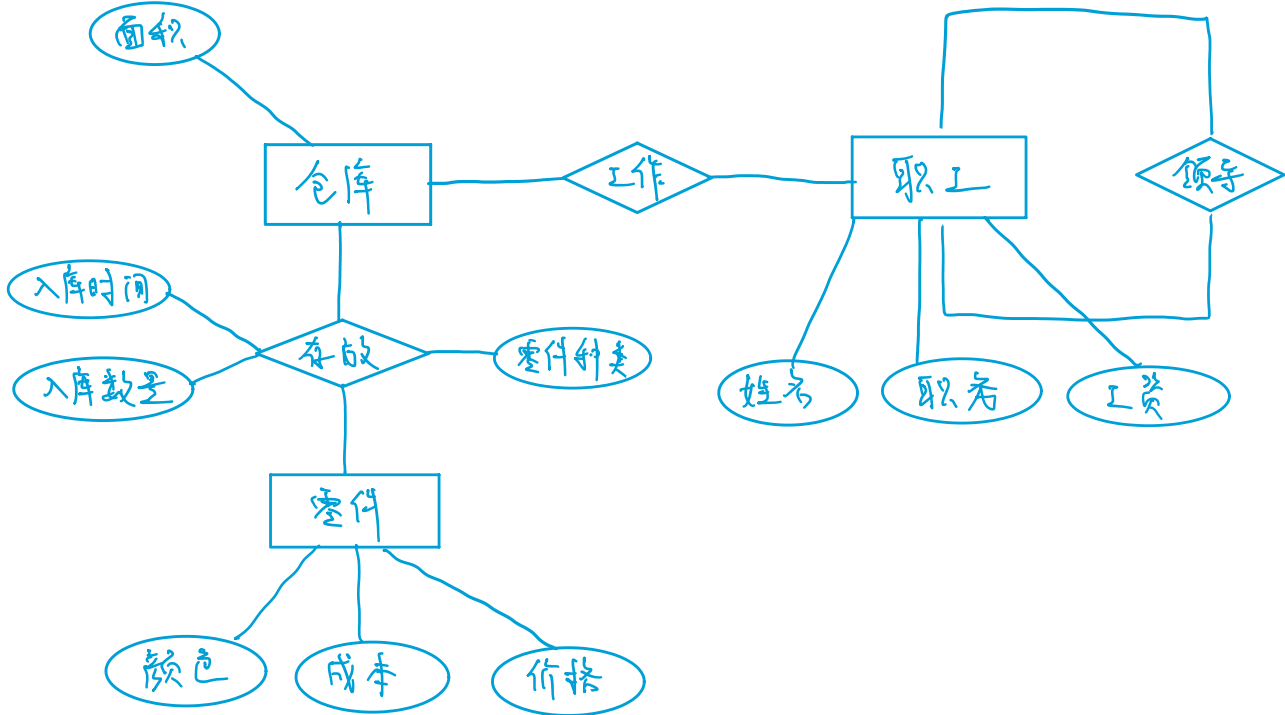 面积
仓库
工作
职工
领导
入库时间
存放
零件种类
入库数量
姓名
职务
工资
零件
颜色
成本
价格